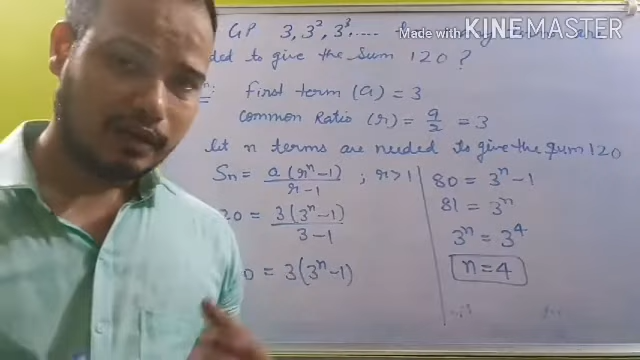 GP 3, 3², 3³, ....
Made with KINEMASTER
ded to give the sum 120 ?
first term (a) = 3
Common Ratio (r) = 9/3 = 3
let n terms are needed to give the sum 120
Sn = a(rⁿ-1)/r-1 ; r>1
20 = 3(3ⁿ-1)/3-1
0 = 3(3ⁿ-1)
80 = 3ⁿ-1
81 = 3ⁿ
3ⁿ = 3⁴
n = 4